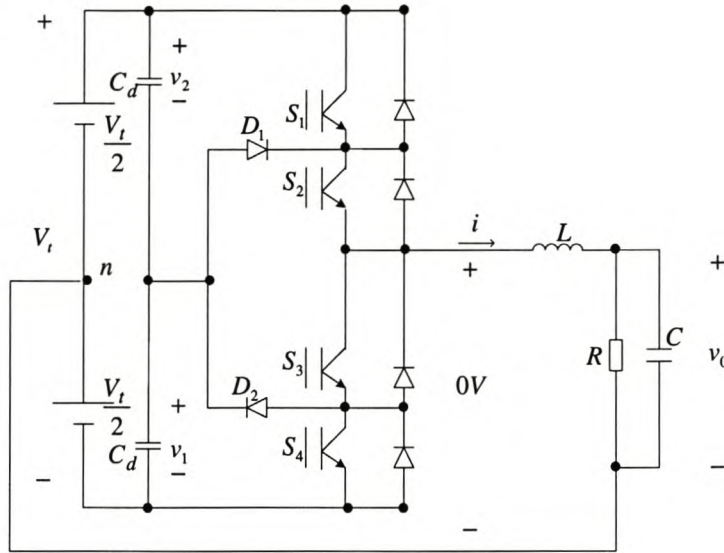 +
+
C_d v_2
−
S_1
D_1
V_t/2
S_2
V_t
i
L
n
+
+
S_3
R
C
v_0
D_2
0V
V_t/2
+
C_d v_1
S_4
−
−
−
−